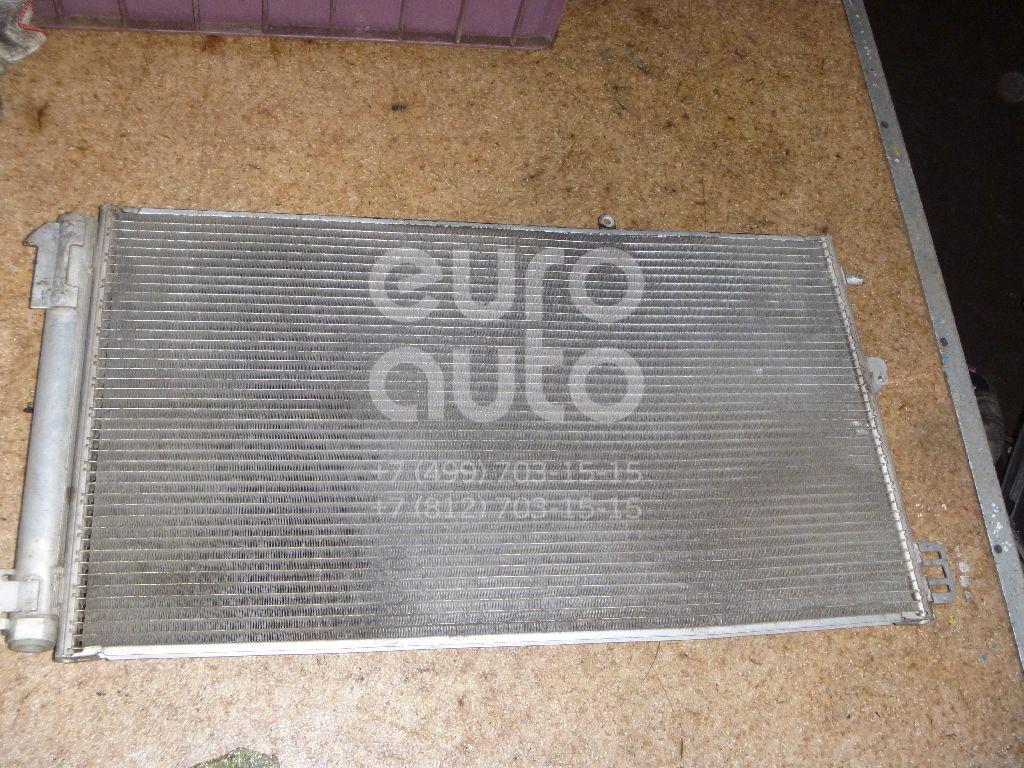 euro
auto
+7 (499) 703-15-15
+7 (812) 703-15-15